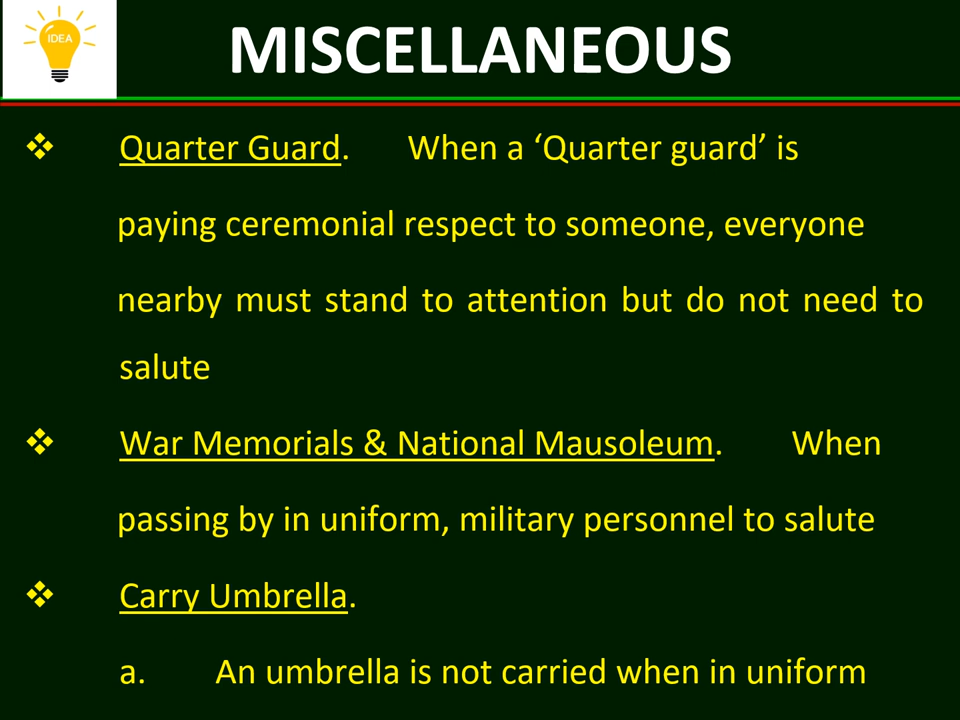 IDEA
MISCELLANEOUS
❖ Quarter Guard. When a ‘Quarter guard’ is
paying ceremonial respect to someone, everyone
nearby must stand to attention but do not need to
salute
❖ War Memorials & National Mausoleum. When
passing by in uniform, military personnel to salute
❖ Carry Umbrella.
a. An umbrella is not carried when in uniform